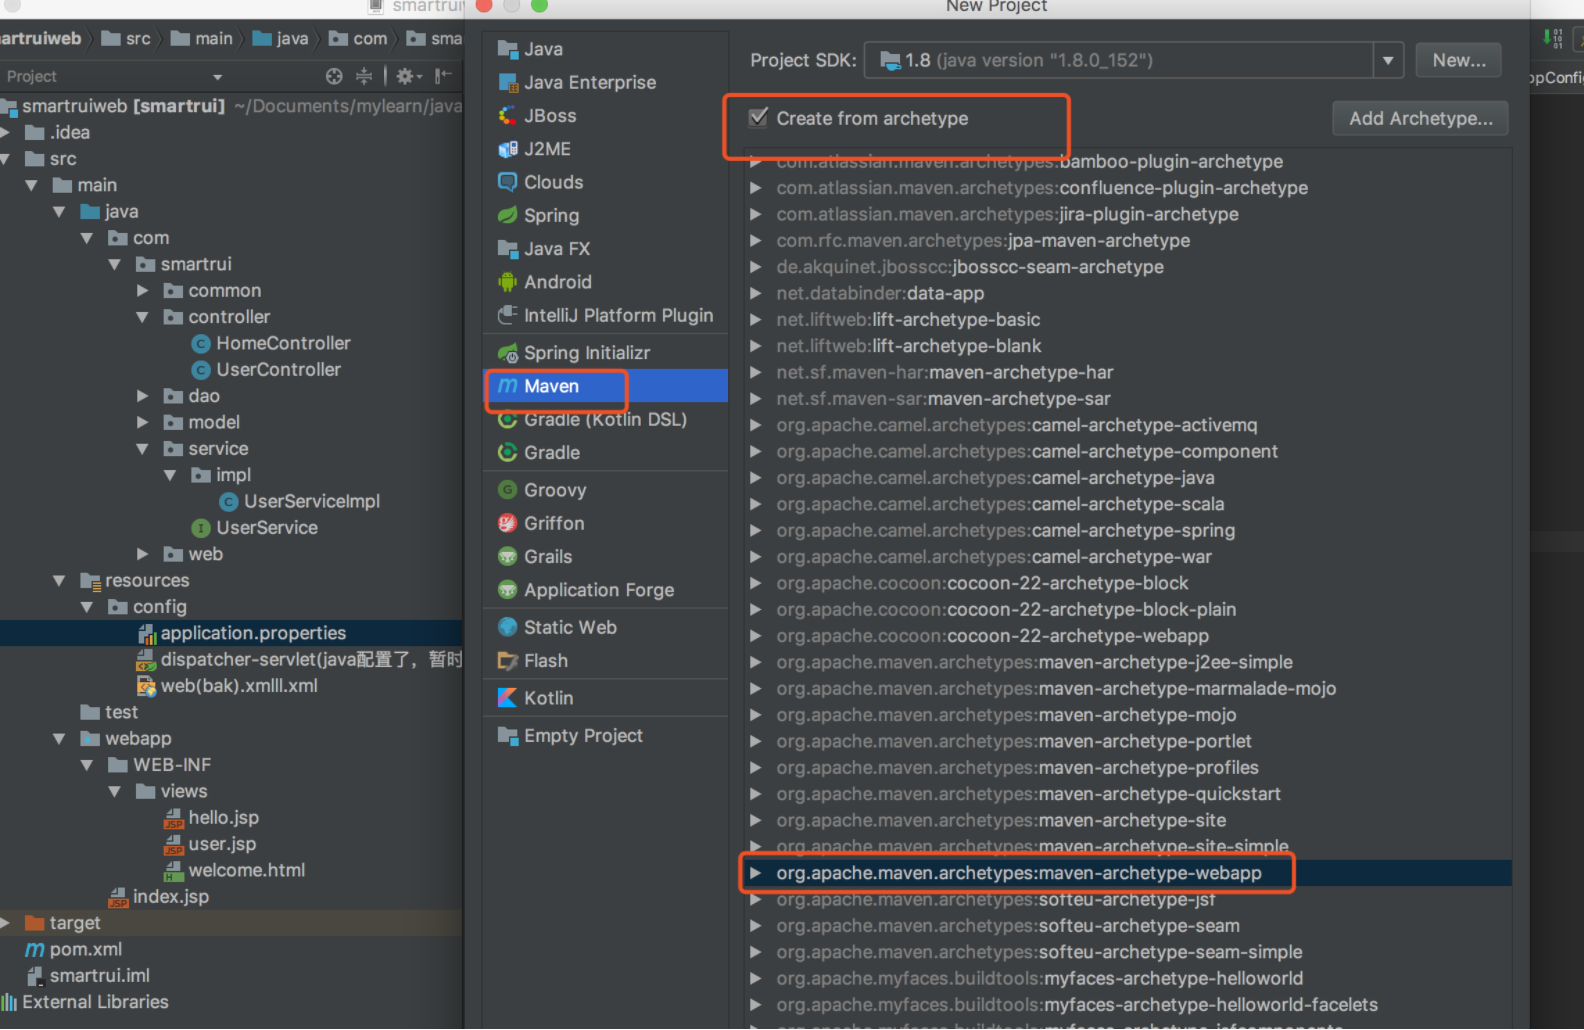 smartrui
New Project
artruiweb
src
main
java
com
sma
Project
smartruiweb [smartrui] ~/Documents/mylearn/java
.idea
src
main
java
com
smartrui
common
controller
HomeController
UserController
dao
model
service
impl
UserServiceImpl
UserService
web
resources
config
application.properties
dispatcher-servlet(java配置了，暂时
web(bak).xmlll.xml
test
webapp
WEB-INF
views
hello.jsp
user.jsp
welcome.html
index.jsp
target
pom.xml
smartrui.iml
External Libraries
Java
Java Enterprise
JBoss
J2ME
Clouds
Spring
Java FX
Android
IntelliJ Platform Plugin
Spring Initializr
Maven
Gradle (Kotlin DSL)
Gradle
Groovy
Griffon
Grails
Application Forge
Static Web
Flash
Kotlin
Empty Project
Project SDK:
1.8 (java version "1.8.0_152")
New...
Create from archetype
Add Archetype...
com.atlassian.maven.archetypes:bamboo-plugin-archetype
com.atlassian.maven.archetypes:confluence-plugin-archetype
com.atlassian.maven.archetypes:jira-plugin-archetype
com.rfc.maven.archetypes:jpa-maven-archetype
de.akquinet.jbosscc:jbosscc-seam-archetype
net.databinder:data-app
net.liftweb:lift-archetype-basic
net.liftweb:lift-archetype-blank
net.sf.maven-har:maven-archetype-har
net.sf.maven-sar:maven-archetype-sar
org.apache.camel.archetypes:camel-archetype-activemq
org.apache.camel.archetypes:camel-archetype-component
org.apache.camel.archetypes:camel-archetype-java
org.apache.camel.archetypes:camel-archetype-scala
org.apache.camel.archetypes:camel-archetype-spring
org.apache.camel.archetypes:camel-archetype-war
org.apache.cocoon:cocoon-22-archetype-block
org.apache.cocoon:cocoon-22-archetype-block-plain
org.apache.cocoon:cocoon-22-archetype-webapp
org.apache.maven.archetypes:maven-archetype-j2ee-simple
org.apache.maven.archetypes:maven-archetype-marmalade-mojo
org.apache.maven.archetypes:maven-archetype-mojo
org.apache.maven.archetypes:maven-archetype-portlet
org.apache.maven.archetypes:maven-archetype-profiles
org.apache.maven.archetypes:maven-archetype-quickstart
org.apache.maven.archetypes:maven-archetype-site
org.apache.maven.archetypes:maven-archetype-site-simple
org.apache.maven.archetypes:maven-archetype-webapp
org.apache.maven.archetypes:softeu-archetype-jsf
org.apache.maven.archetypes:softeu-archetype-seam
org.apache.maven.archetypes:softeu-archetype-seam-simple
org.apache.myfaces.buildtools:myfaces-archetype-helloworld
org.apache.myfaces.buildtools:myfaces-archetype-helloworld-facelets
ppConfig